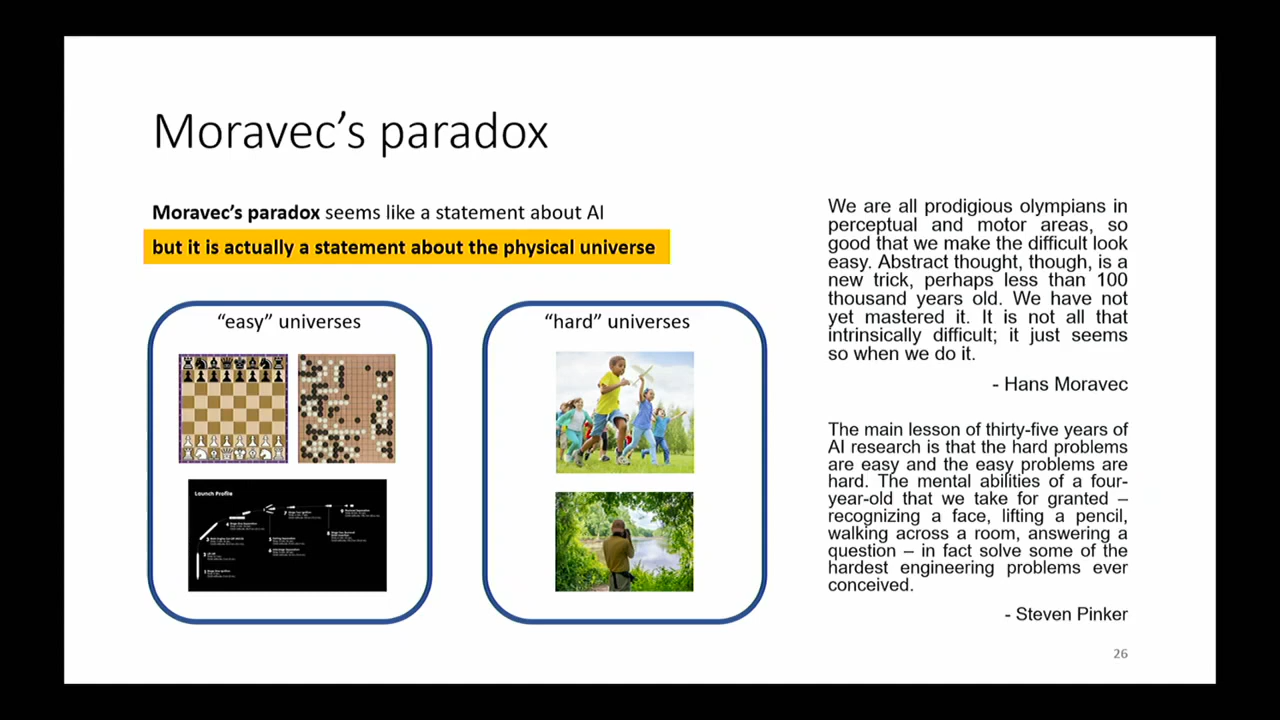 Moravec’s paradox
Moravec’s paradox seems like a statement about AI
but it is actually a statement about the physical universe
“easy” universes
Launch Profile
“hard” universes
We are all prodigious olympians in
perceptual and motor areas, so
good that we make the difficult look
easy. Abstract thought, though, is a
new trick, perhaps less than 100
thousand years old. We have not
yet mastered it. It is not all that
intrinsically difficult; it just seems
so when we do it.
- Hans Moravec
The main lesson of thirty-five years of
AI research is that the hard problems
are easy and the easy problems are
hard. The mental abilities of a four-
year-old that we take for granted –
recognizing a face, lifting a pencil,
walking across a room, answering a
question – in fact solve some of the
hardest engineering problems ever
conceived.
- Steven Pinker
26